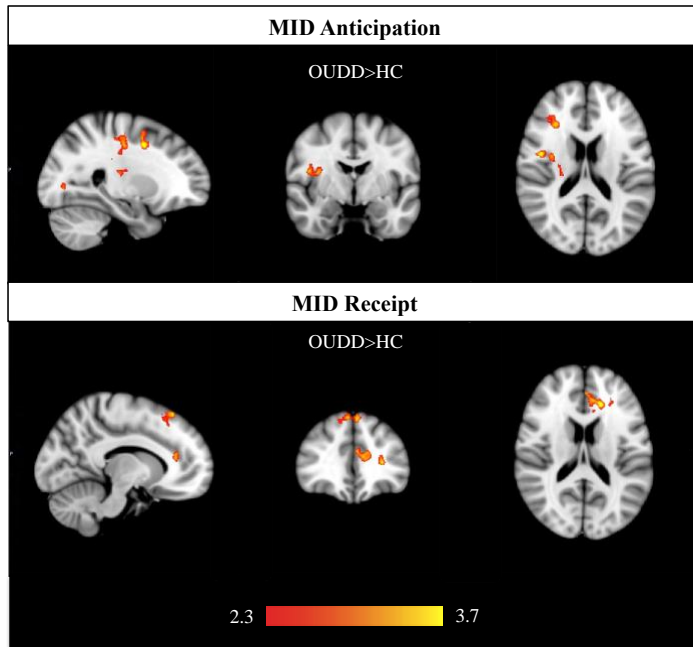 MID Anticipation
OUDD>HC
MID Receipt
OUDD>HC
2.3 3.7